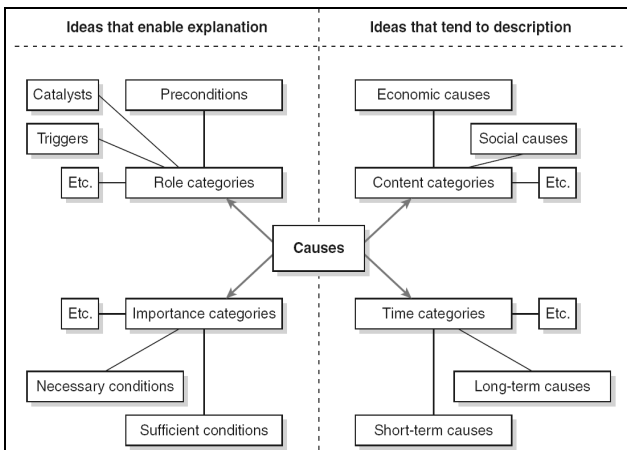 Ideas that enable explanation
Ideas that tend to description
Catalysts
Preconditions
Economic causes
Triggers
Social causes
Etc.
Role categories
Content categories
Etc.
Causes
Etc.
Importance categories
Time categories
Etc.
Necessary conditions
Long-term causes
Sufficient conditions
Short-term causes